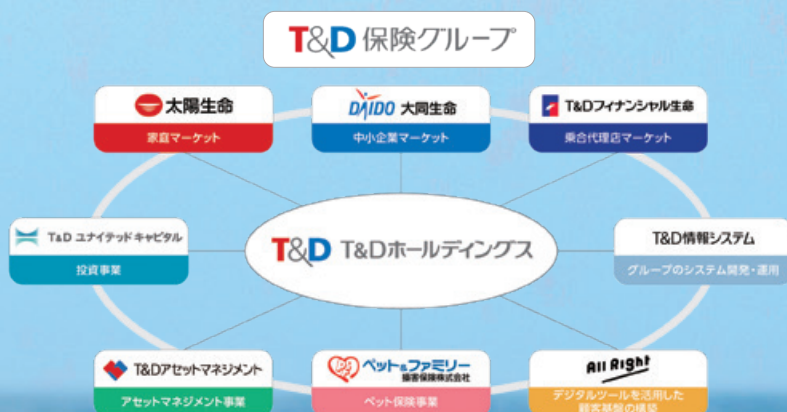 T&D 保険グループ
太陽生命
家庭マーケット
DAIDO 大同生命
中小企業マーケット
T&Dフィナンシャル生命
乗合代理店マーケット
T&D ユナイテッドキャピタル
投資事業
T&D T&Dホールディングス
T&D情報システム
グループのシステム開発・運用
T&Dアセットマネジメント
アセットマネジメント事業
ペット&ファミリー
損害保険株式会社
ペット保険事業
All Right
デジタルツールを活用した
顧客基盤の構築